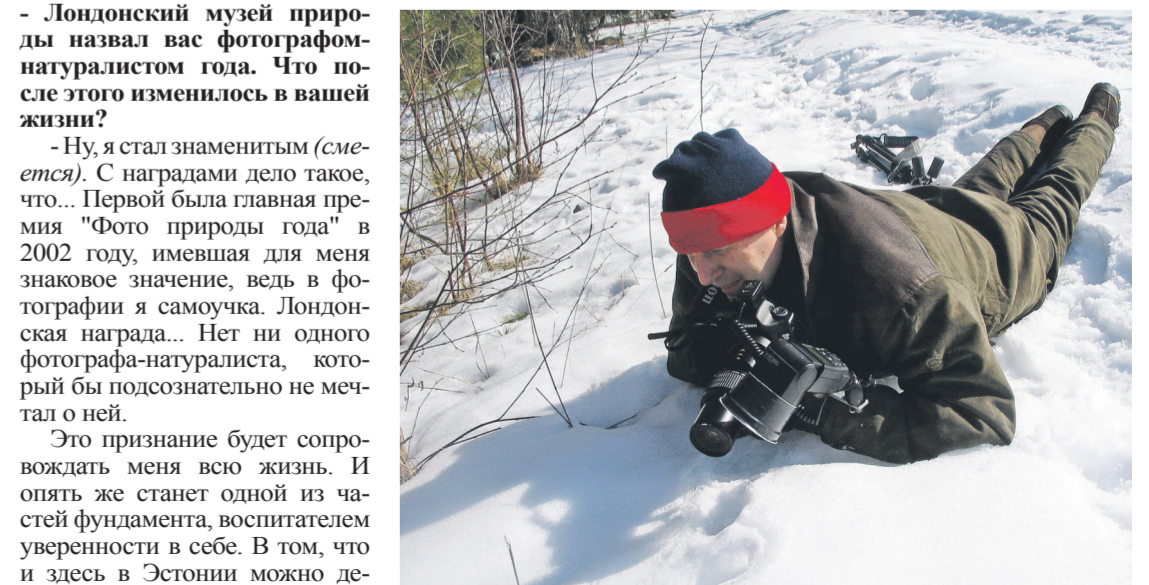 - Лондонский музей приро-
ды назвал вас фотографом-
натуралистом года. Что по-
сле этого изменилось в вашей
жизни?
- Ну, я стал знаменитым (сме-
ется). С наградами дело такое,
что... Первой была главная пре-
мия "Фото природы года" в
2002 году, имевшая для меня
знаковое значение, ведь в фо-
тографии я самоучка. Лондон-
ская награда... Нет ни одного
фотографа-натуралиста, кото-
рый бы подсознательно не меч-
тал о ней.
Это признание будет сопро-
вождать меня всю жизнь. И
опять же станет одной из ча-
стей фундамента, воспитателем
уверенности в себе. В том, что
и здесь в Эстонии можно де-